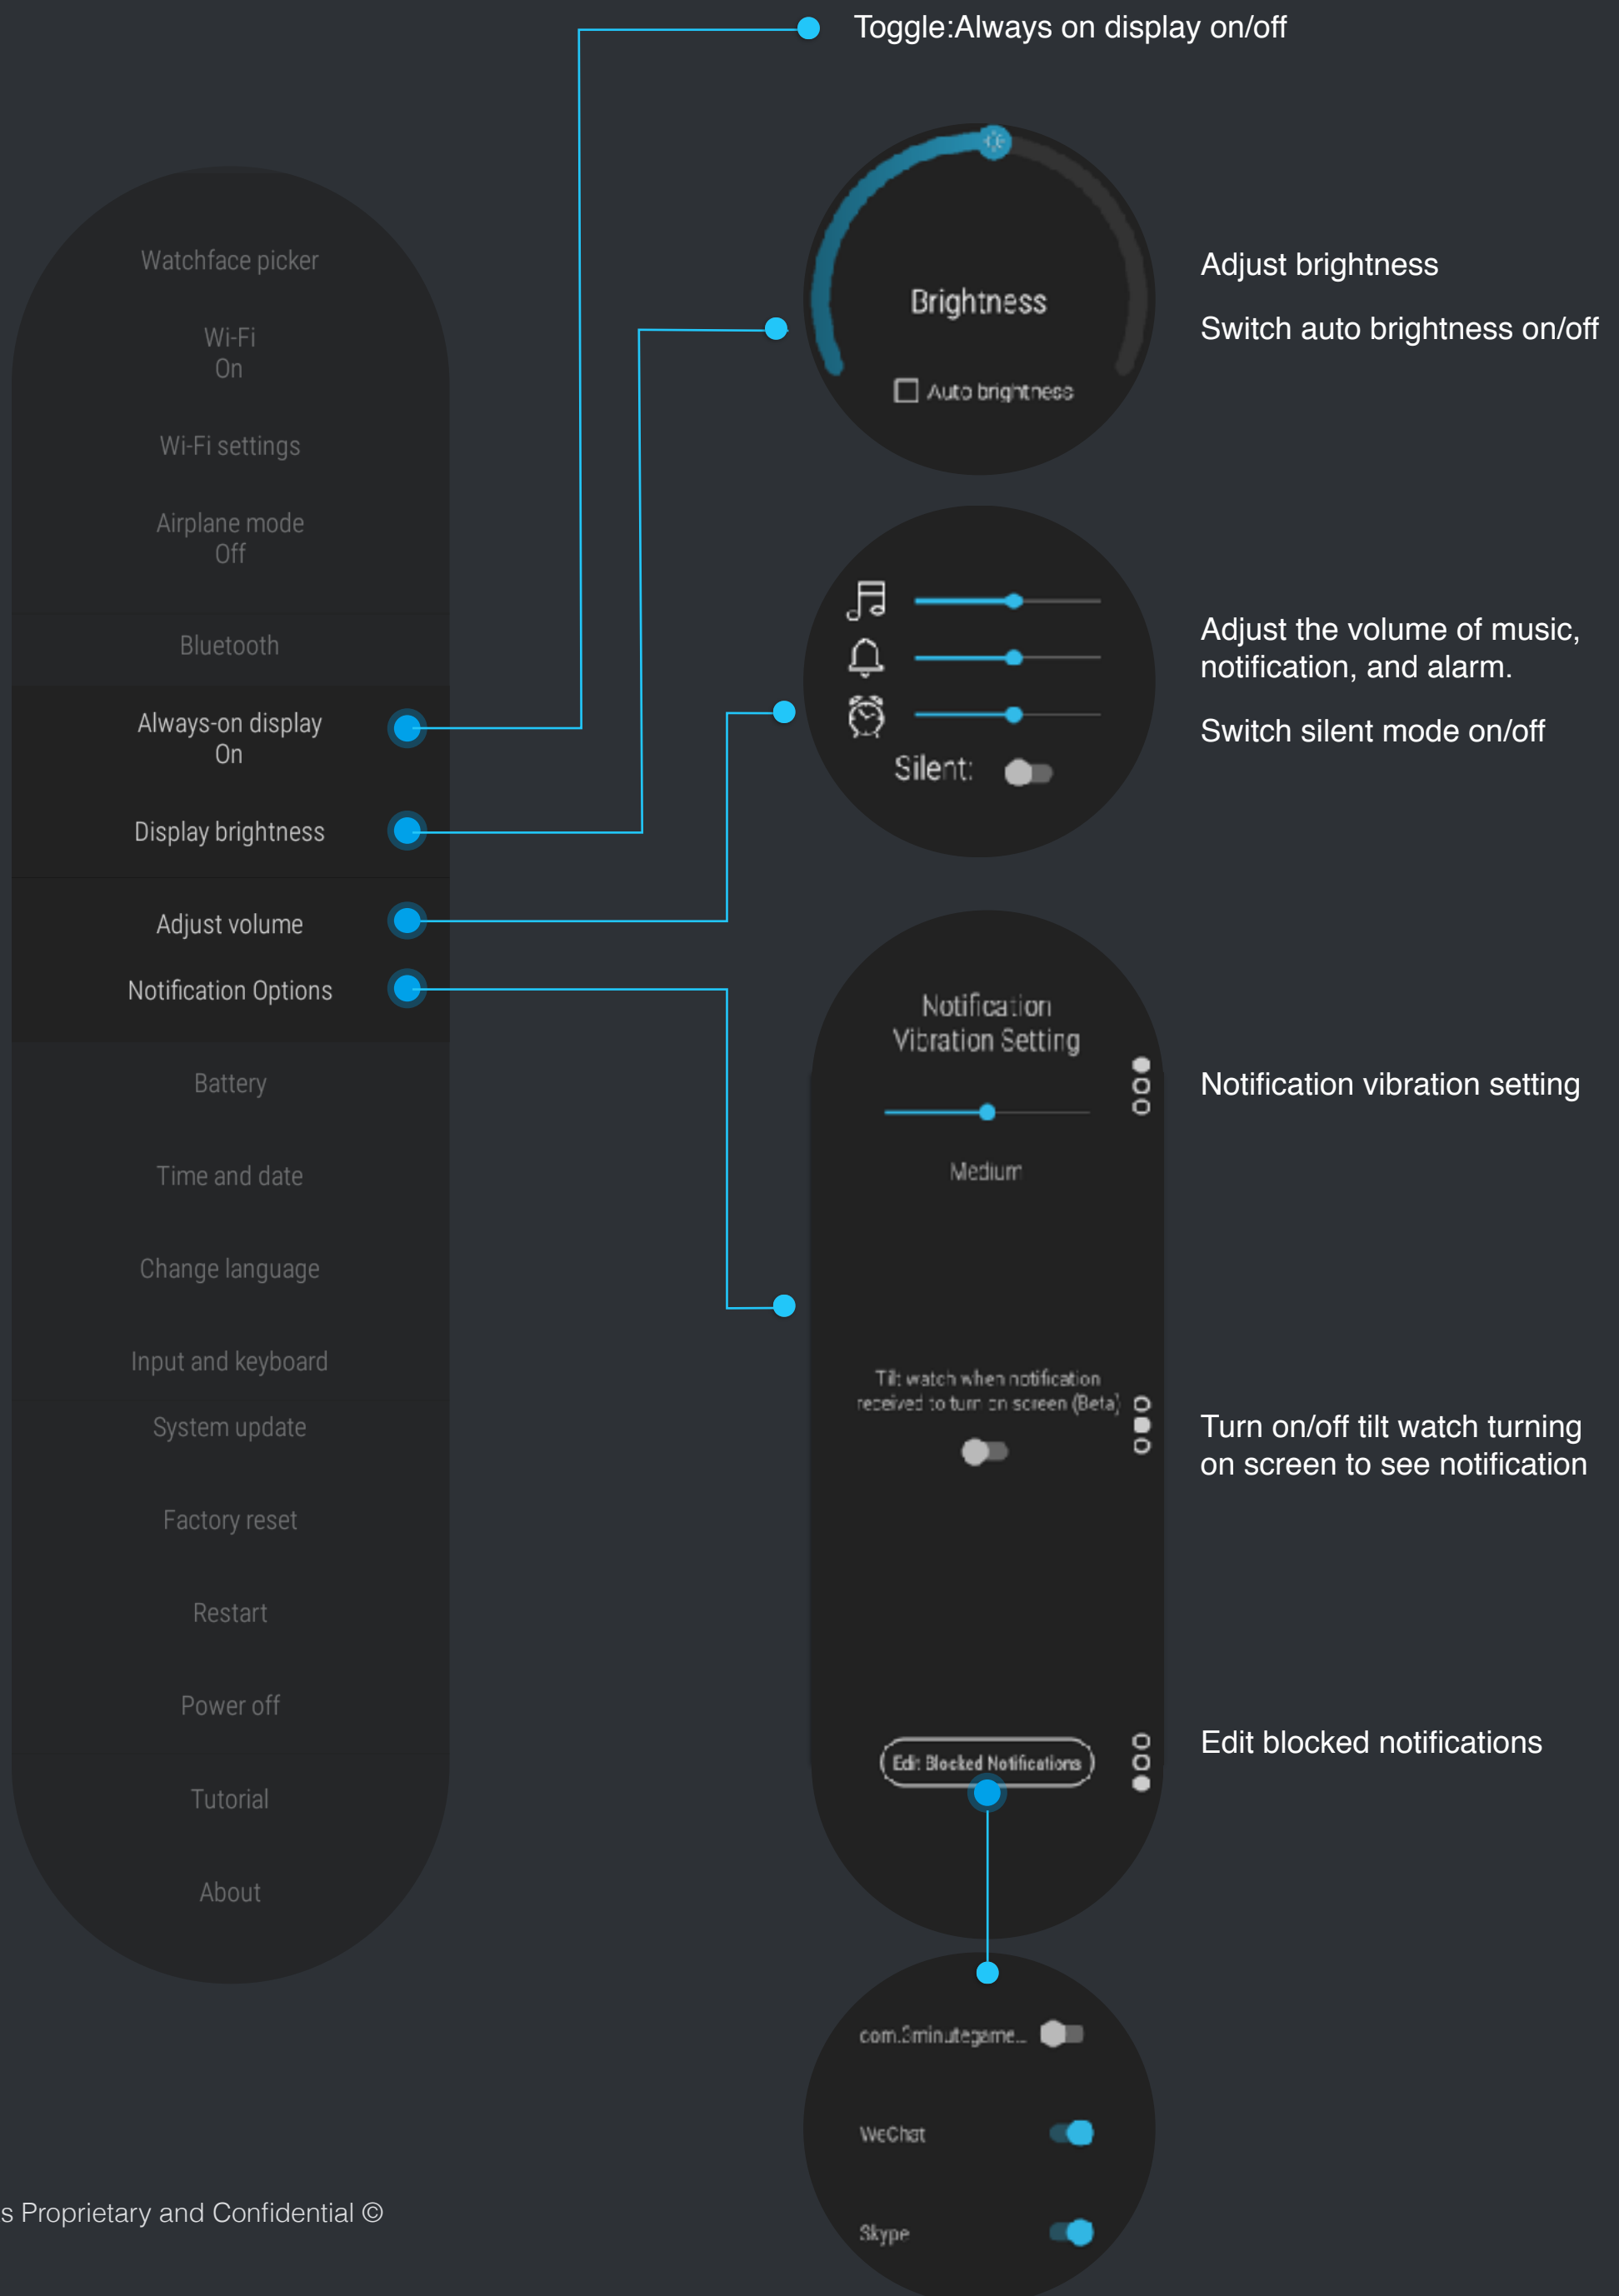 Toggle:Always on display on/off
Watchface picker
Wi-Fi
On
Wi-Fi settings
Airplane mode
Off
Bluetooth
Always-on display
On
Display brightness
Adjust volume
Notification Options
Battery
Time and date
Change language
Input and keyboard
System update
Factory reset
Restart
Power off
Tutorial
About
Brightness
Auto brightness
Adjust brightness
Switch auto brightness on/off
Silent:
Adjust the volume of music,
notification, and alarm.
Switch silent mode on/off
Notification
Vibration Setting
Medium
Notification vibration setting
Tilt watch when notification
received to turn on screen (Beta)
Turn on/off tilt watch turning
on screen to see notification
Edit Blocked Notifications
Edit blocked notifications
com.3minutegame...
WeChat
Skype
s Proprietary and Confidential ©